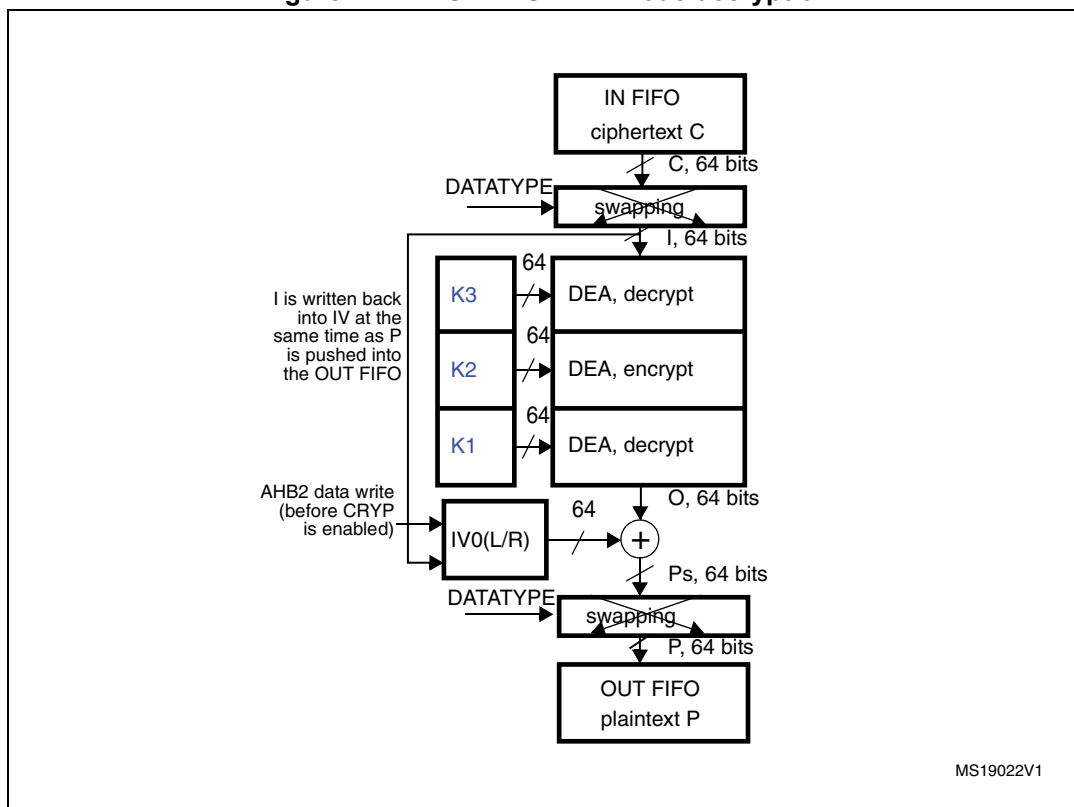 IN FIFO
ciphertext C
C, 64 bits
DATATYPE
swapping
I, 64 bits
64
K3
DEA, decrypt
I is written back
into IV at the
same time as P
is pushed into
the OUT FIFO
64
K2
DEA, encrypt
64
K1
DEA, decrypt
O, 64 bits
AHB2 data write
(before CRYP
is enabled)
IV0(L/R)
64
+
Ps, 64 bits
DATATYPE
swapping
P, 64 bits
OUT FIFO
plaintext P
MS19022V1